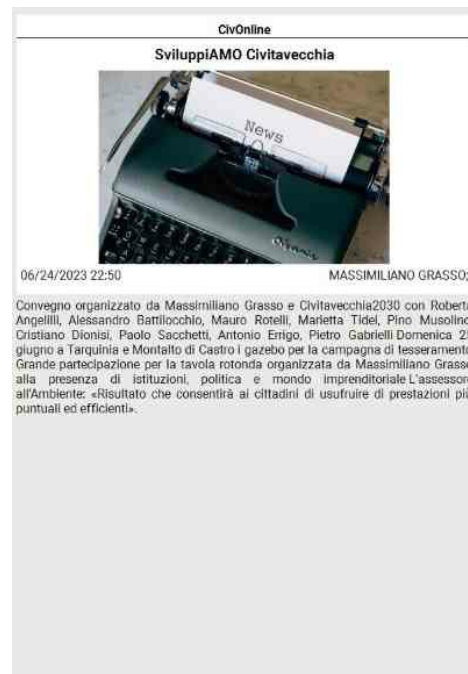 CivOnline
SviluppiAMO Civitavecchia
News
Olympia
06/24/2023 22:50 MASSIMILIANO GRASSO;
Convegno organizzato da Massimiliano Grasso e Civitavecchia2030 con Roberta
Angelilli, Alessandro Battilocchio, Mauro Rotelli, Marietta Tidei, Pino Musolino,
Cristiano Dionisi, Paolo Sacchetti, Antonio Errigo, Pietro Gabrielli Domenica
giugno a Tarquinia e Montalto di Castro i gazebo per la campagna di tesseramento
Grande partecipazione per la tavola rotonda organizzata da Massimiliano Grasso
alla presenza di istituzioni, politica e mondo imprenditoriale L'assessore
all'Ambiente: «Risultato che consentirà ai cittadini di usufruire di prestazioni più
puntuali ed efficienti».